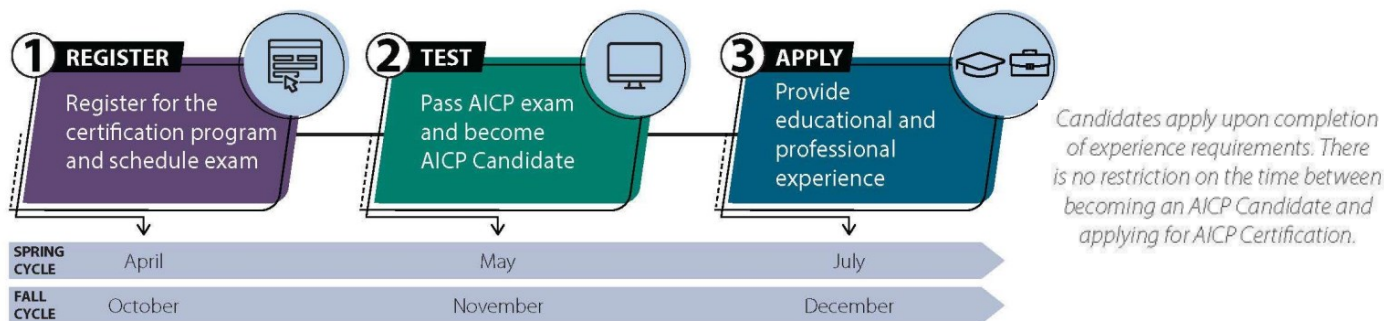 1 REGISTER
Register for the
certification program
and schedule exam
2 TEST
Pass AICP exam
and become
AICP Candidate
3 APPLY
Provide
educational and
professional
experience
Candidates apply upon completion
of experience requirements. There
is no restriction on the time between
becoming an AICP Candidate and
applying for AICP Certification.
SPRING
CYCLE
April
May
July
FALL
CYCLE
October
November
December